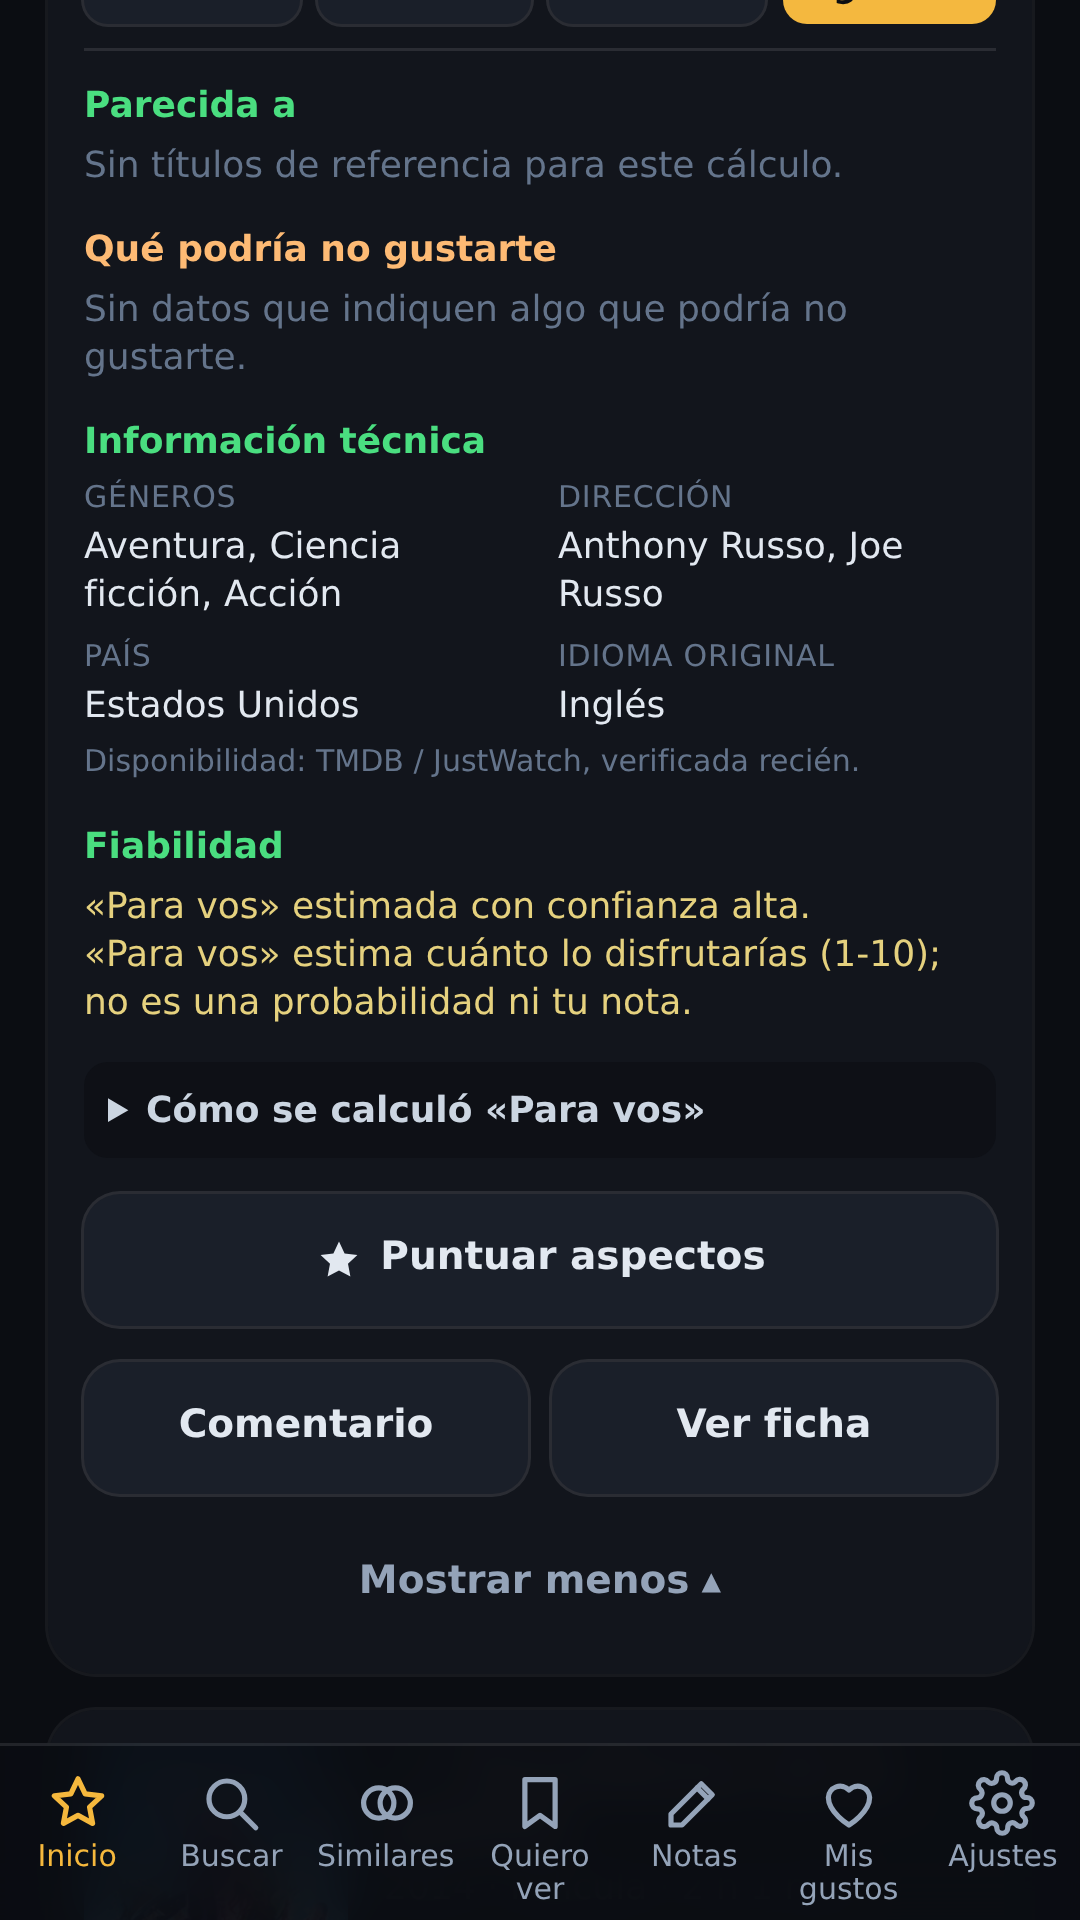 Parecida a
Sin títulos de referencia para este cálculo.
Qué podría no gustarte
Sin datos que indiquen algo que podría no
gustarte.
Información técnica
GÉNEROS
Aventura, Ciencia
ficción, Acción
DIRECCIÓN
Anthony Russo, Joe
Russo
PAÍS
Estados Unidos
IDIOMA ORIGINAL
Inglés
Disponibilidad: TMDB / JustWatch, verificada recién.
Fiabilidad
«Para vos» estimada con confianza alta.
«Para vos» estima cuánto lo disfrutarías (1-10);
no es una probabilidad ni tu nota.
▶ Cómo se calculó «Para vos»
★ Puntuar aspectos
Comentario
Ver ficha
Mostrar menos ▴
Inicio
Buscar
Similares
Quiero
ver
Notas
Mis
gustos
Ajustes